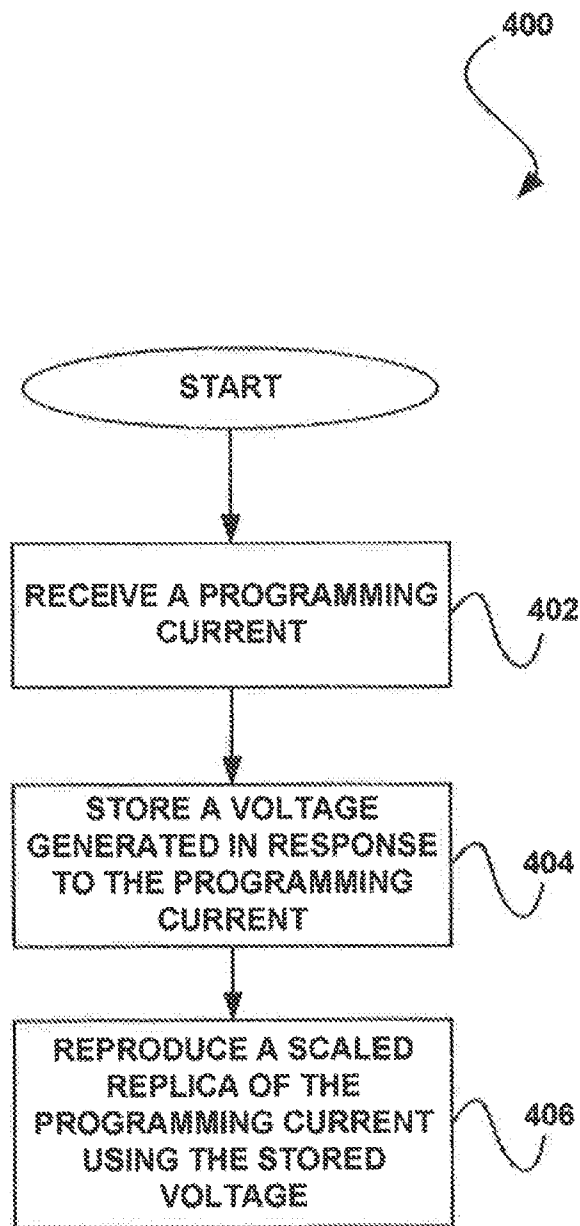 400
START
RECEIVE A PROGRAMMING
CURRENT
402
STORE A VOLTAGE
GENERATED IN RESPONSE
TO THE PROGRAMMING
CURRENT
404
REPRODUCE A SCALED
REPLICA OF THE
PROGRAMMING CURRENT
USING THE STORED
VOLTAGE
406